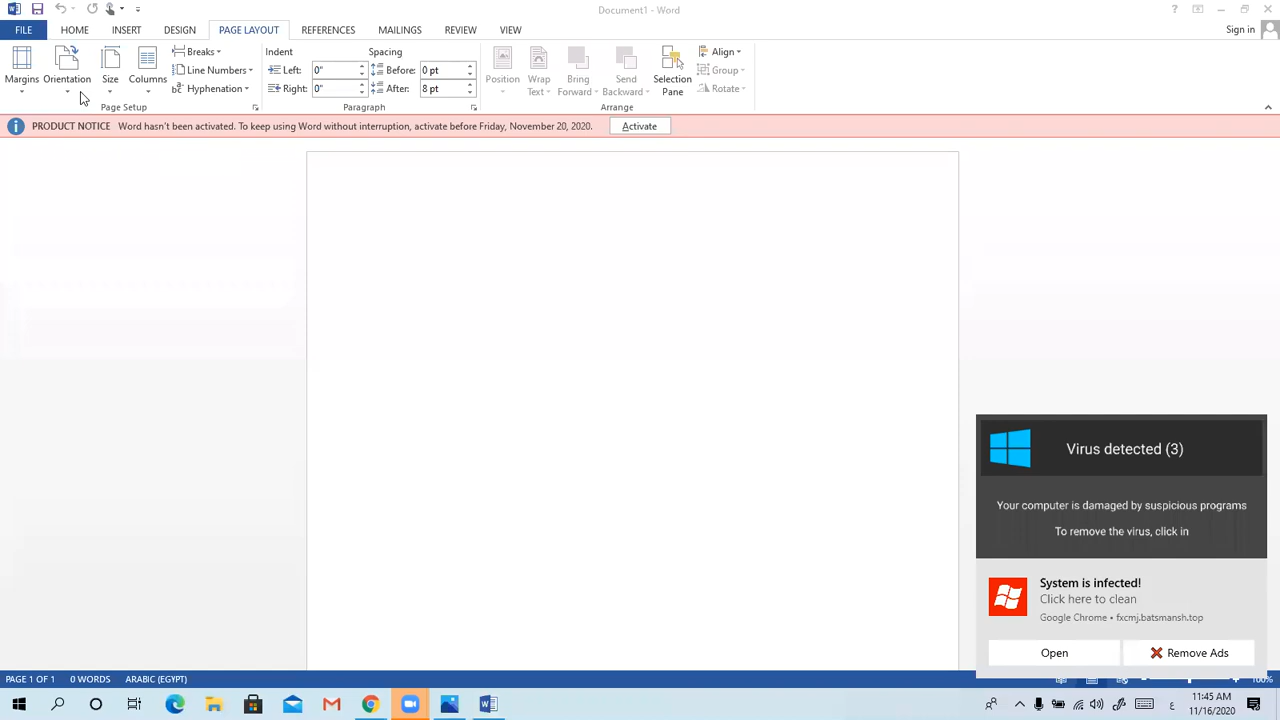 Document1 - Word
?
Sign in
FILE HOME INSERT DESIGN PAGE LAYOUT REFERENCES MAILINGS REVIEW VIEW
Margins Orientation Size Columns
Breaks
Line Numbers
Hyphenation
Page Setup
Indent
Left: 0"
Right: 0"
Spacing
Before: 0 pt
After: 8 pt
Paragraph
Position
Wrap
Text
Bring
Forward
Send
Backward
Selection
Pane
Align
Group
Rotate
Arrange
PRODUCT NOTICE Word hasn't been activated. To keep using Word without interruption, activate before Friday, November 20, 2020. Activate
Virus detected (3)
Your computer is damaged by suspicious programs
To remove the virus, click in
System is infected!
Click here to clean
Google Chrome • fxcmj.batsmansh.top
Open Remove Ads
PAGE 1 OF 1 0 WORDS ARABIC (EGYPT) 100%
ع
11:45 AM
11/16/2020